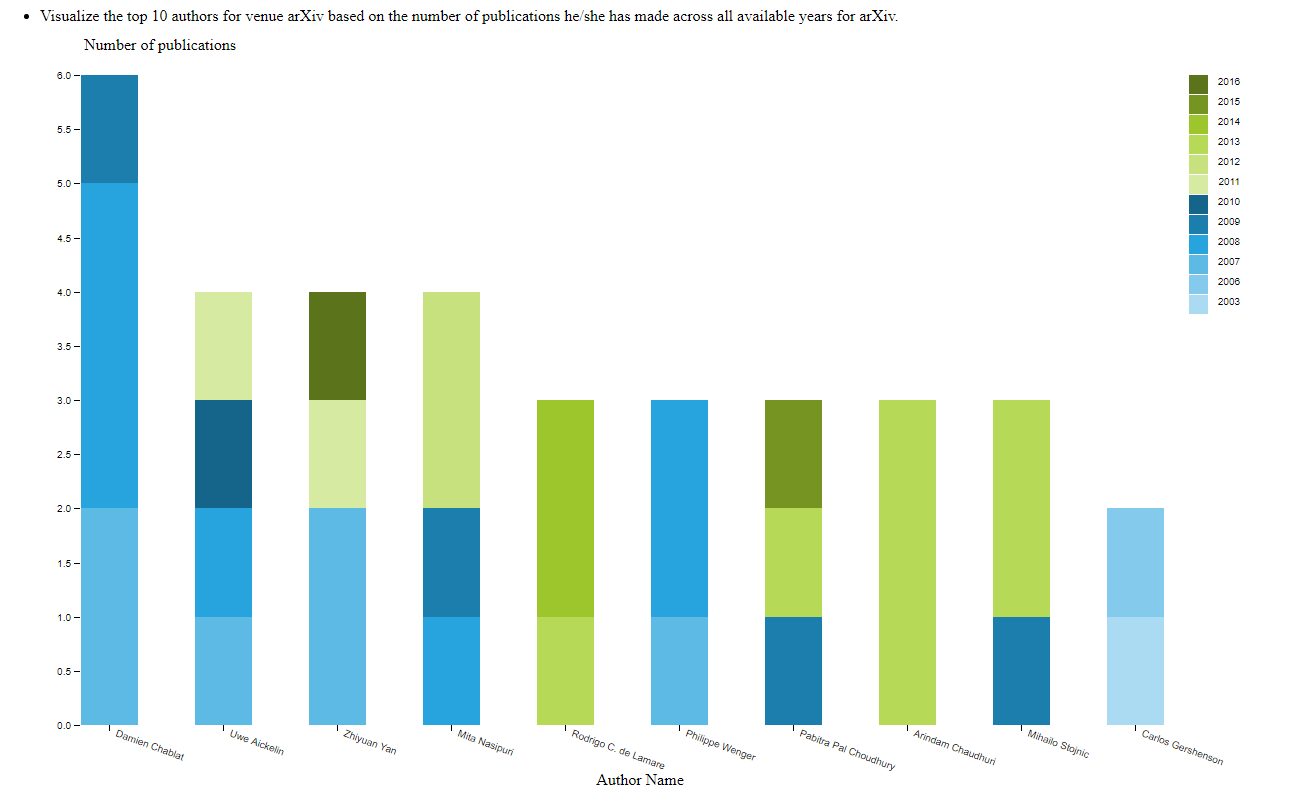 • Visualize the top 10 authors for venue arXiv based on the number of publications he/she has made across all available years for arXiv.
Number of publications
6.0
5.5
5.0
4.5
4.0
3.5
3.0
2.5
2.0
1.5
1.0
0.5
0.0
2016
2015
2014
2013
2012
2011
2010
2009
2008
2007
2006
2003
Damien Chablat
Uwe Aickelin
Zhiyuan Yan
Mita Nasipuri
Rodrigo C. de Lamare
Philippe Wenger
Pabitra Pal Choudhury
Arindam Chaudhuri
Mihailo Stojnic
Carlos Gershenson
Author Name